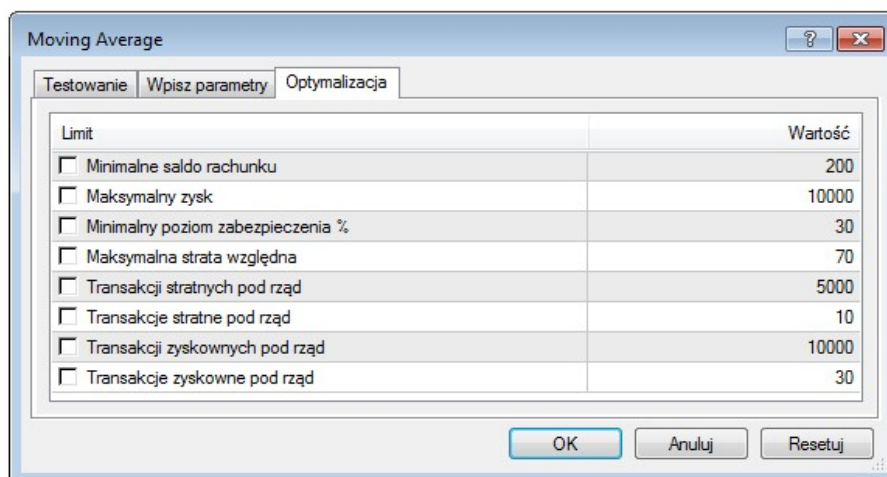 Moving Average
Testowanie Wpisz parametry Optymalizacja
Limit Wartość
Minimalne saldo rachunku 200
Maksymalny zysk 10000
Minimalny poziom zabezpieczenia % 30
Maksymalna strata względna 70
Transakcji stratnych pod rząd 5000
Transakcje stratne pod rząd 10
Transakcji zyskownych pod rząd 10000
Transakcje zyskowne pod rząd 30
OK Anuluj Resetuj